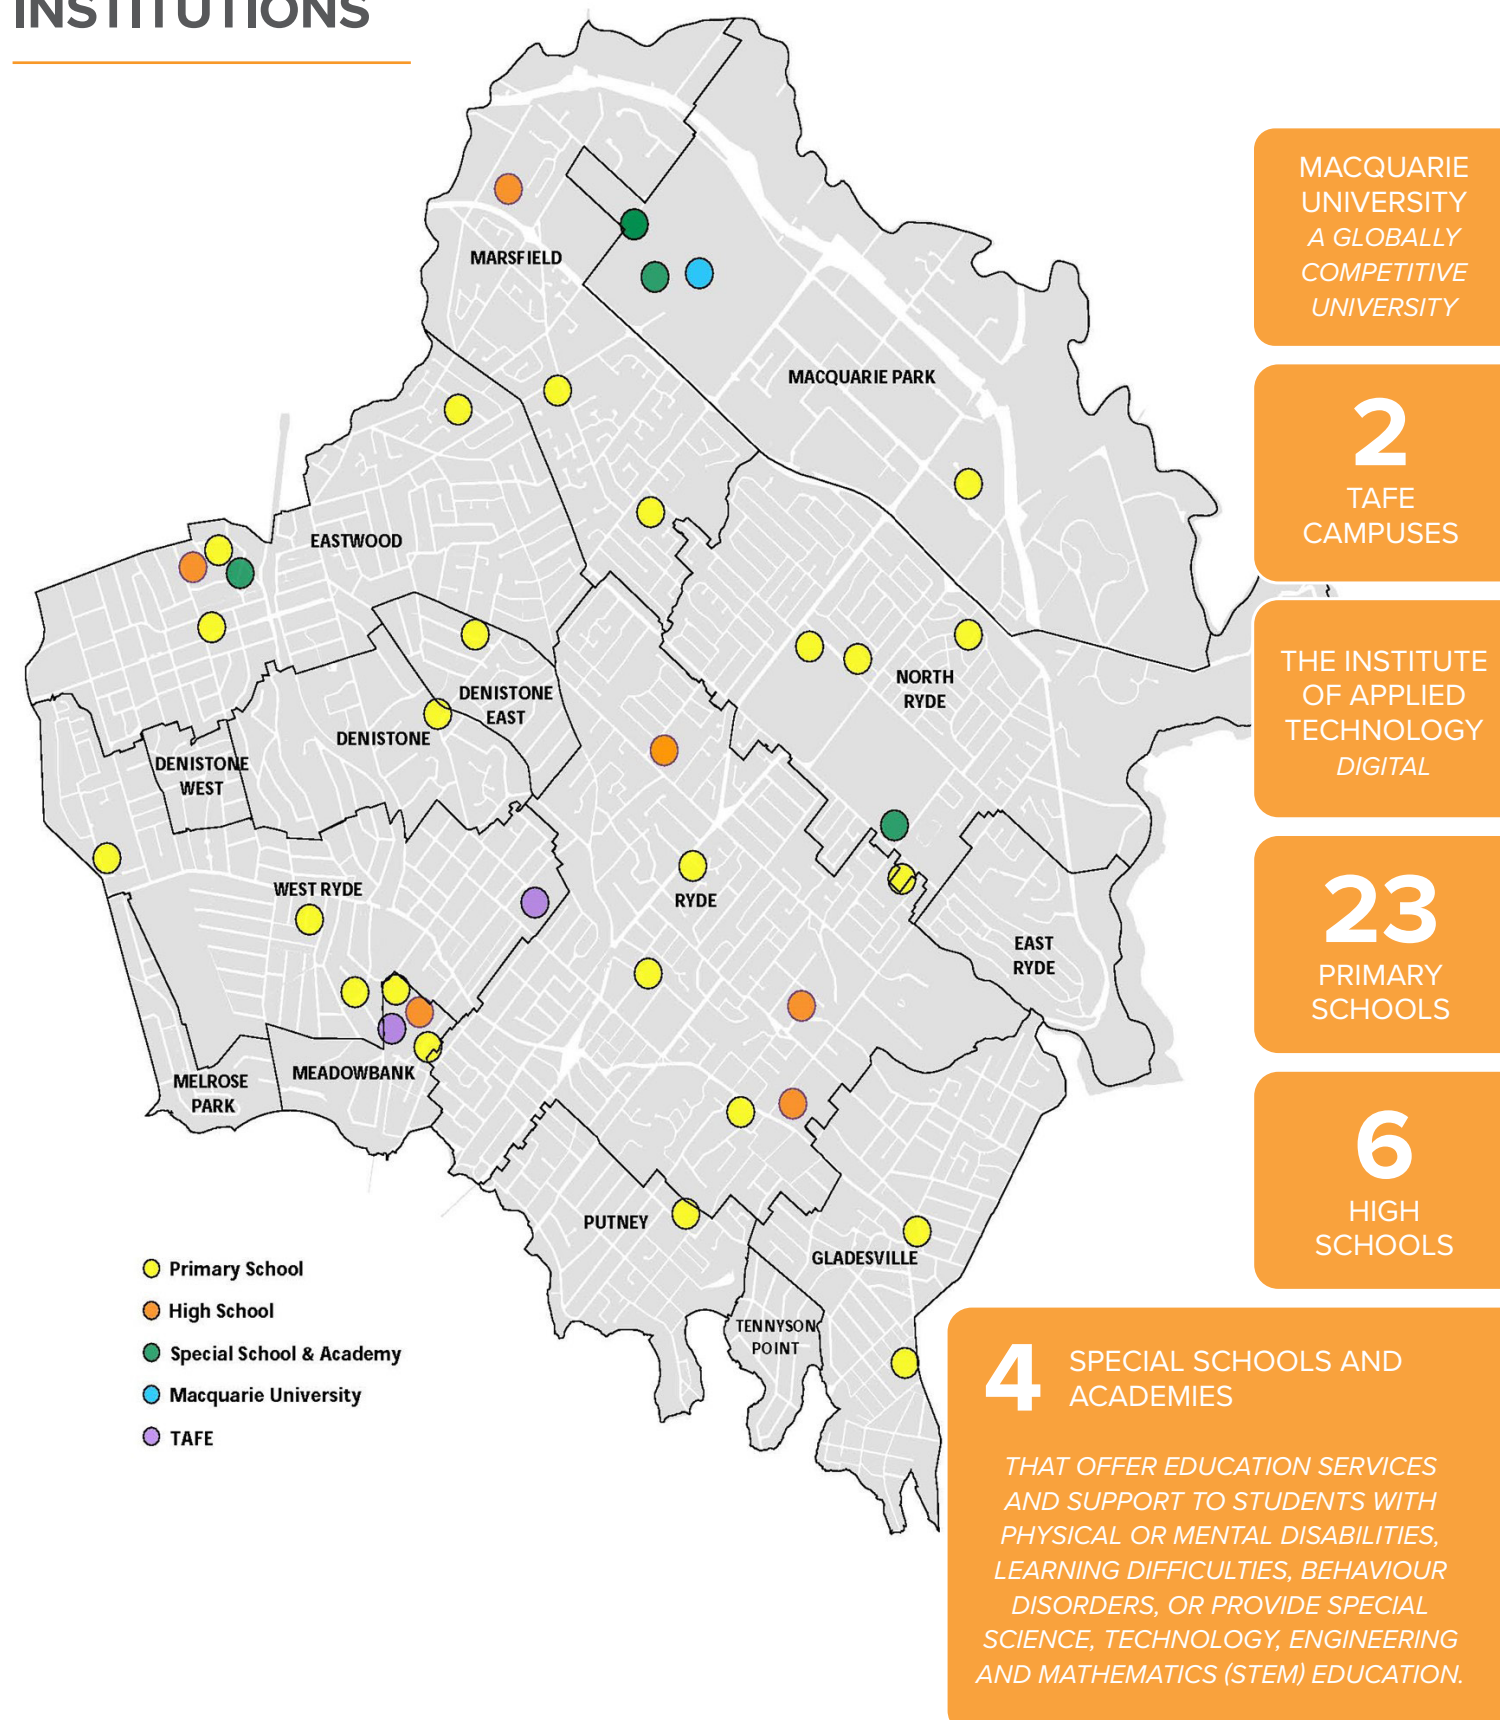 INSTITUTIONS
MARSFIELD
MACQUARIE PARK
EASTWOOD
NORTH
RYDE
DENISTONE
EAST
DENISTONE
DENISTONE
WEST
WEST RYDE
RYDE
EAST
RYDE
MEADOWBANK
MELROSE
PARK
PUTNEY
GLADESVILLE
TENNYSON
POINT
Primary School
High School
Special School & Academy
Macquarie University
TAFE
MACQUARIE
UNIVERSITY
A GLOBALLY
COMPETITIVE
UNIVERSITY
2
TAFE
CAMPUSES
THE INSTITUTE
OF APPLIED
TECHNOLOGY
DIGITAL
23
PRIMARY
SCHOOLS
6
HIGH
SCHOOLS
4
SPECIAL SCHOOLS AND
ACADEMIES
THAT OFFER EDUCATION SERVICES
AND SUPPORT TO STUDENTS WITH
PHYSICAL OR MENTAL DISABILITIES,
LEARNING DIFFICULTIES, BEHAVIOUR
DISORDERS, OR PROVIDE SPECIAL
SCIENCE, TECHNOLOGY, ENGINEERING
AND MATHEMATICS (STEM) EDUCATION.